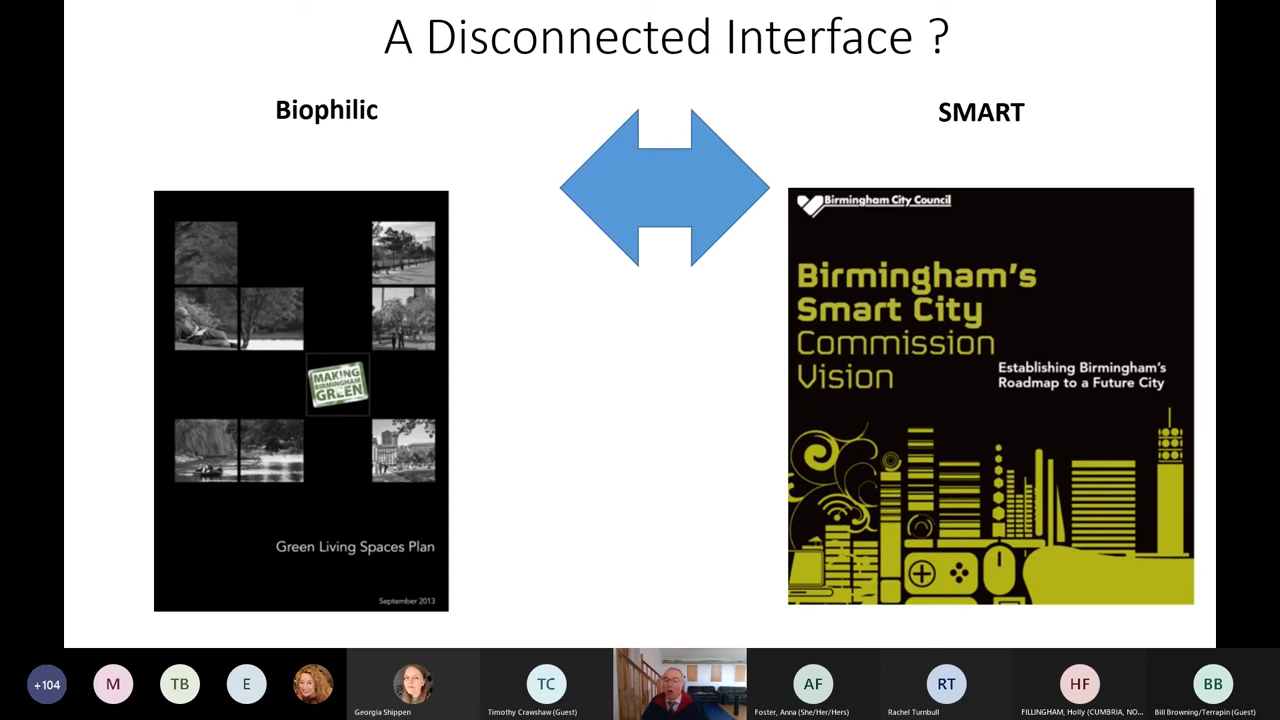 A Disconnected Interface ?
Biophilic
SMART
MAKING
BIRMINGHAM
GREEN
Green Living Spaces Plan
September 2013
Birmingham City Council
Birmingham's
Smart City
Commission
Vision
Establishing Birmingham's
Roadmap to a Future City
+104
M
TB
E
Georgia Shippen
TC
Timothy Crawshaw (Guest)
AF
Foster, Anna (She/Her/Hers)
RT
Rachel Turnbull
HF
FILLINGHAM, Holly (CUMBRIA, NO...
BB
Bill Browning/Terrapin (Guest)